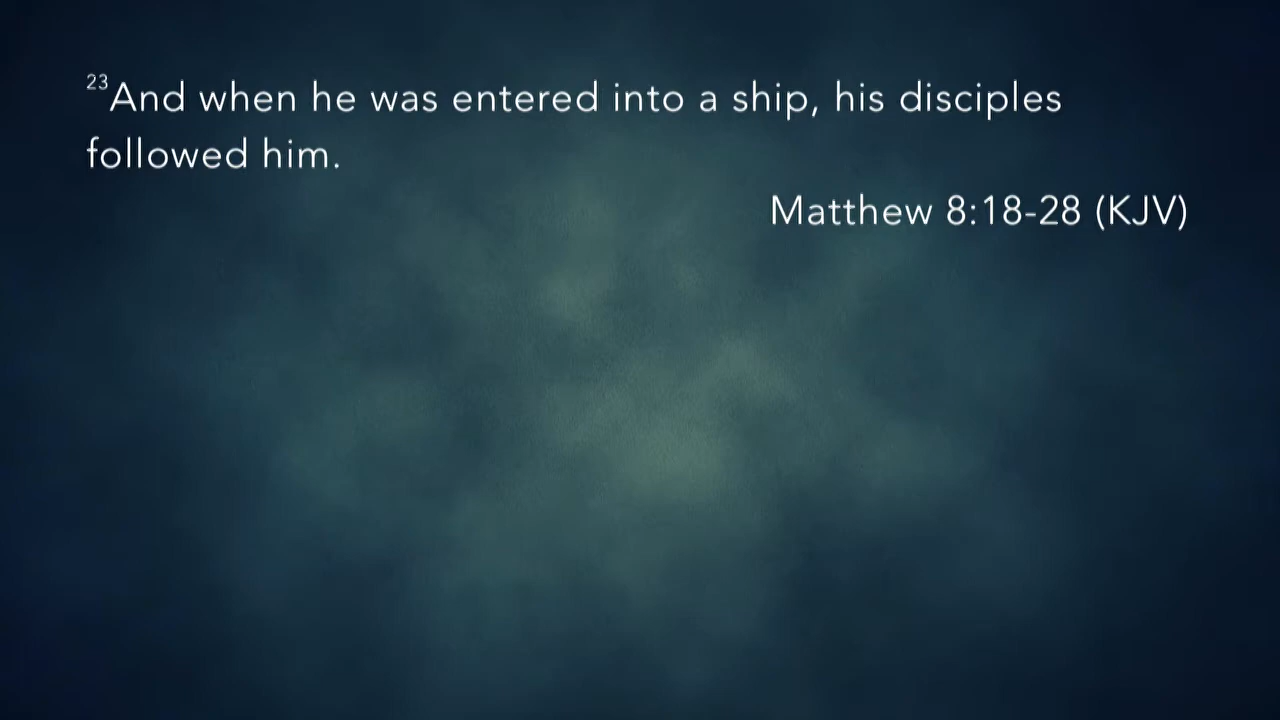 23And when he was entered into a ship, his disciples
followed him.
Matthew 8:18-28 (KJV)